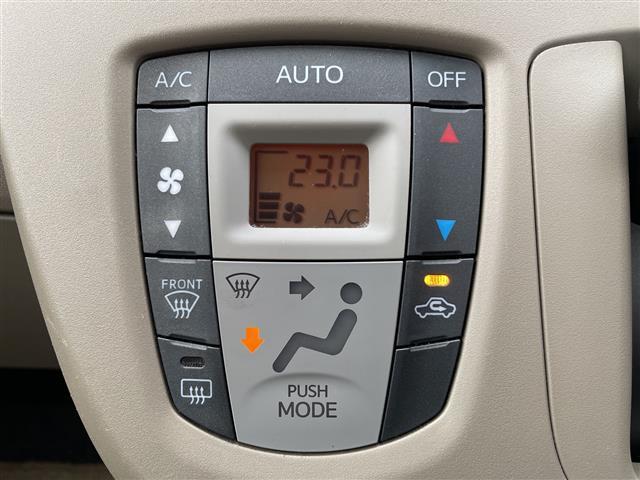 A/C AUTO OFF
23.0
A/C
FRONT
PUSH
MODE